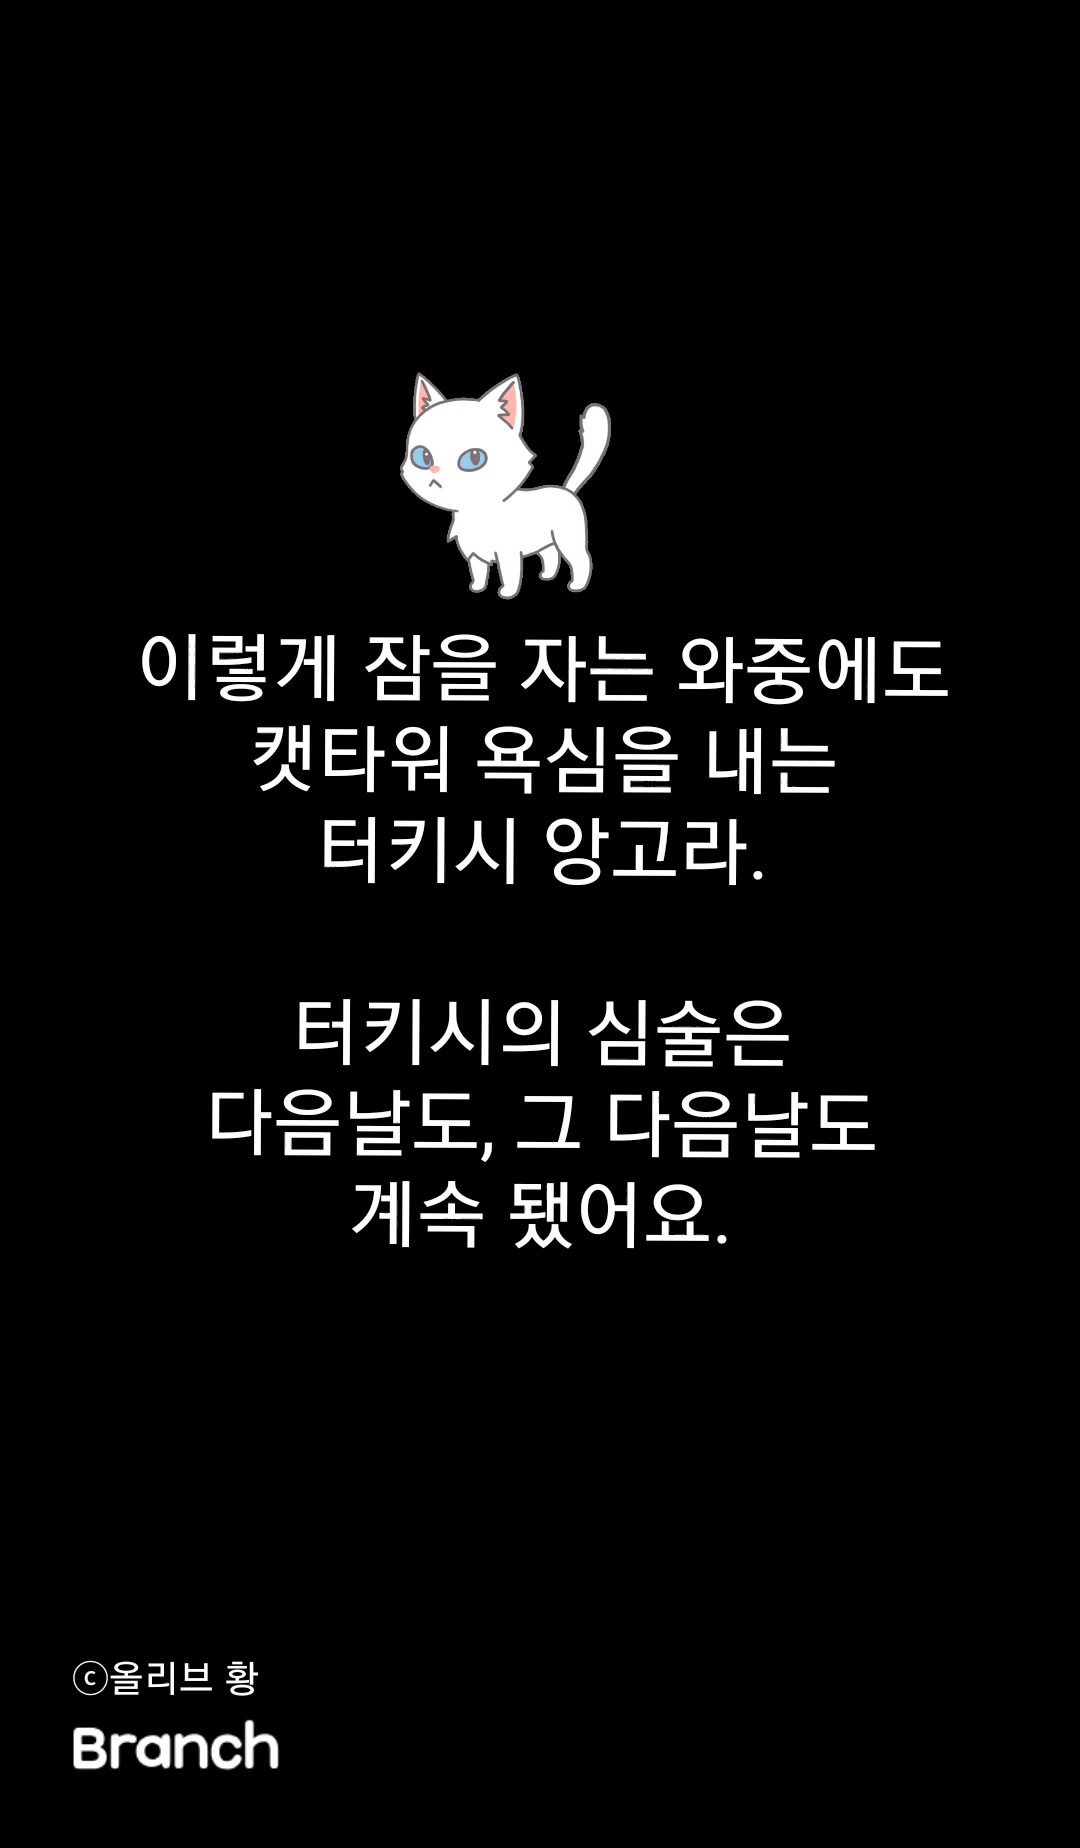 이렇게 잠을 자는 와중에도
캣타워 욕심을 내는
터키시 앙고라.
터키시의 심술은
다음날도, 그 다음날도
계속 됐어요.
ⓒ올리브 황
Branch